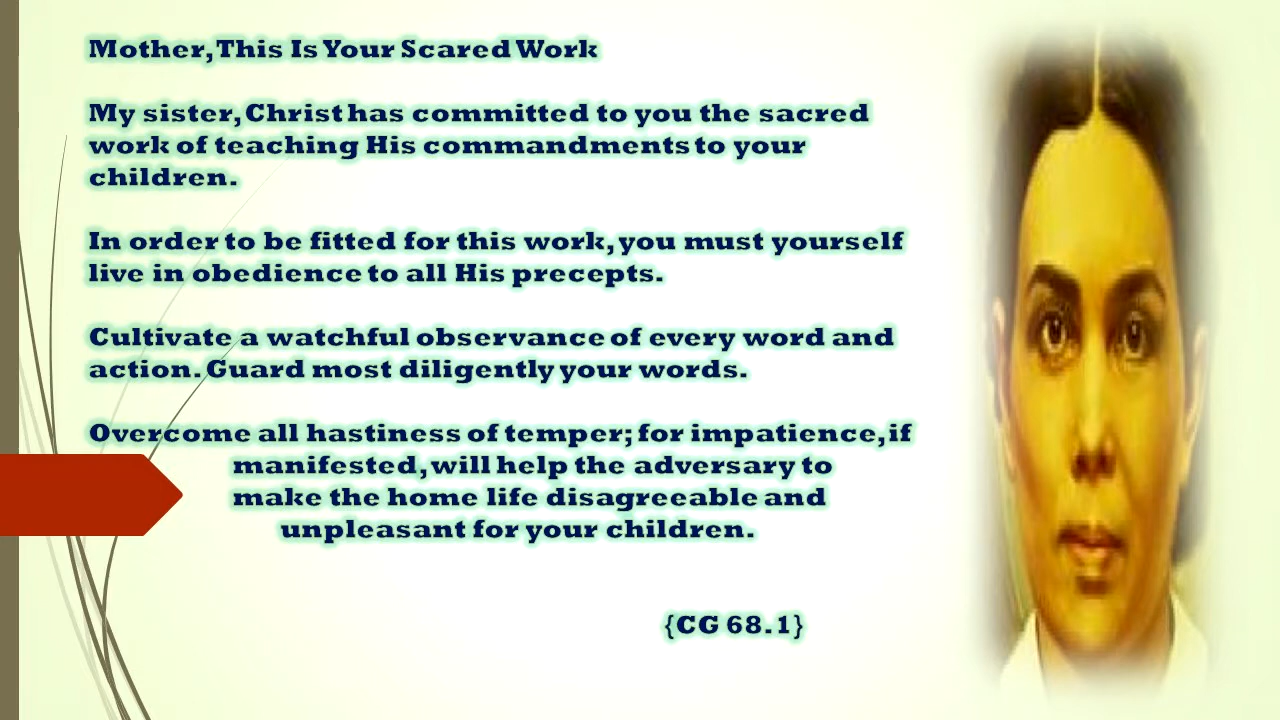 Mother, This Is Your Scared Work
My sister, Christ has committed to you the sacred
work of teaching His commandments to your
children.
In order to be fitted for this work, you must yourself
live in obedience to all His precepts.
Cultivate a watchful observance of every word and
action. Guard most diligently your words.
Overcome all hastiness of temper; for impatience, if
manifested, will help the adversary to
make the home life disagreeable and
unpleasant for your children.
{CG 68.1}